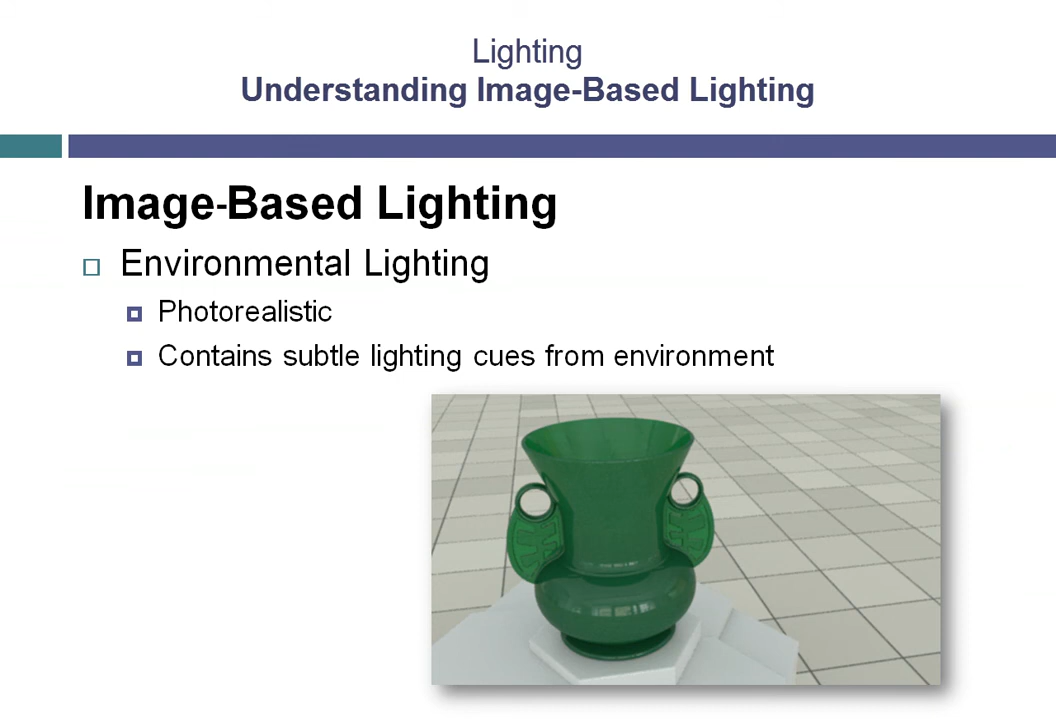 Lighting
Understanding Image-Based Lighting
Image-Based Lighting
Environmental Lighting
Photorealistic
Contains subtle lighting cues from environment